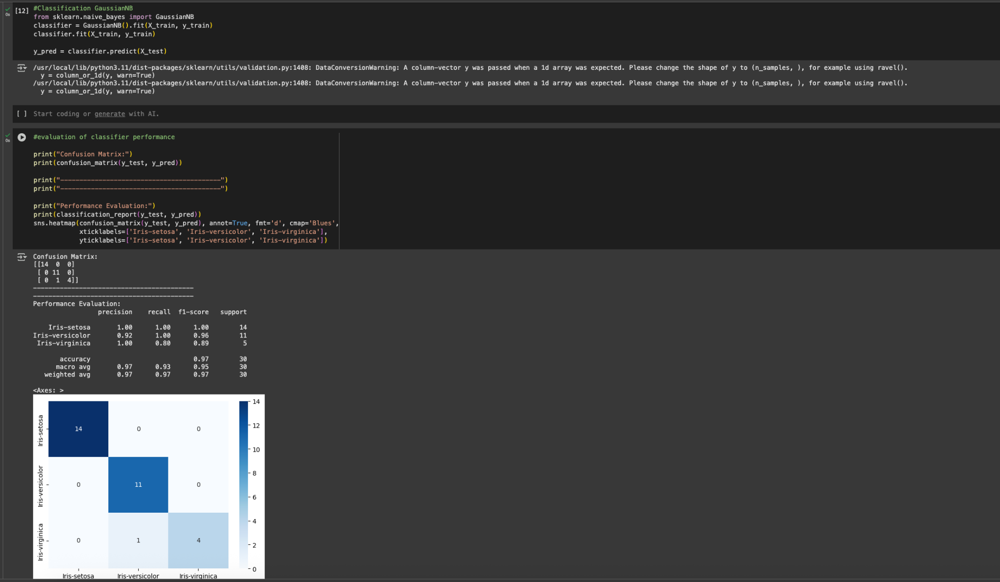 0s
[12] #Classification GaussianNB
from sklearn.naive_bayes import GaussianNB
classifier = GaussianNB().fit(X_train, y_train)
classifier.fit(X_train, y_train)
y_pred = classifier.predict(X_test)
/usr/local/lib/python3.11/dist-packages/sklearn/utils/validation.py:1408: DataConversionWarning: A column-vector y was passed when a 1d array was expected. Please change the shape of y to (n_samples, ), for example using ravel().
  y = column_or_1d(y, warn=True)
/usr/local/lib/python3.11/dist-packages/sklearn/utils/validation.py:1408: DataConversionWarning: A column-vector y was passed when a 1d array was expected. Please change the shape of y to (n_samples, ), for example using ravel().
  y = column_or_1d(y, warn=True)
[ ] Start coding or generate with AI.
0s
#evaluation of classifier performance
print("Confusion Matrix:")
print(confusion_matrix(y_test, y_pred))
print("------------------------------------------")
print("------------------------------------------")
print("Performance Evaluation:")
print(classification_report(y_test, y_pred))
sns.heatmap(confusion_matrix(y_test, y_pred), annot=True, fmt='d', cmap='Blues',
            xticklabels=['Iris-setosa', 'Iris-versicolor', 'Iris-virginica'],
            yticklabels=['Iris-setosa', 'Iris-versicolor', 'Iris-virginica'])
Confusion Matrix:
[[14  0  0]
 [ 0 11  0]
 [ 0  1  4]]
------------------------------------------
------------------------------------------
Performance Evaluation:
                 precision    recall  f1-score   support
    Iris-setosa       1.00      1.00      1.00        14
Iris-versicolor       0.92      1.00      0.96        11
 Iris-virginica       1.00      0.80      0.89         5
       accuracy                           0.97        30
      macro avg       0.97      0.93      0.95        30
   weighted avg       0.97      0.97      0.97        30
<Axes: >
Iris-setosa 14 0 0
Iris-versicolor 0 11 0
Iris-virginica 0 1 4
Iris-setosa Iris-versicolor Iris-virginica
14
12
10
8
6
4
2
0